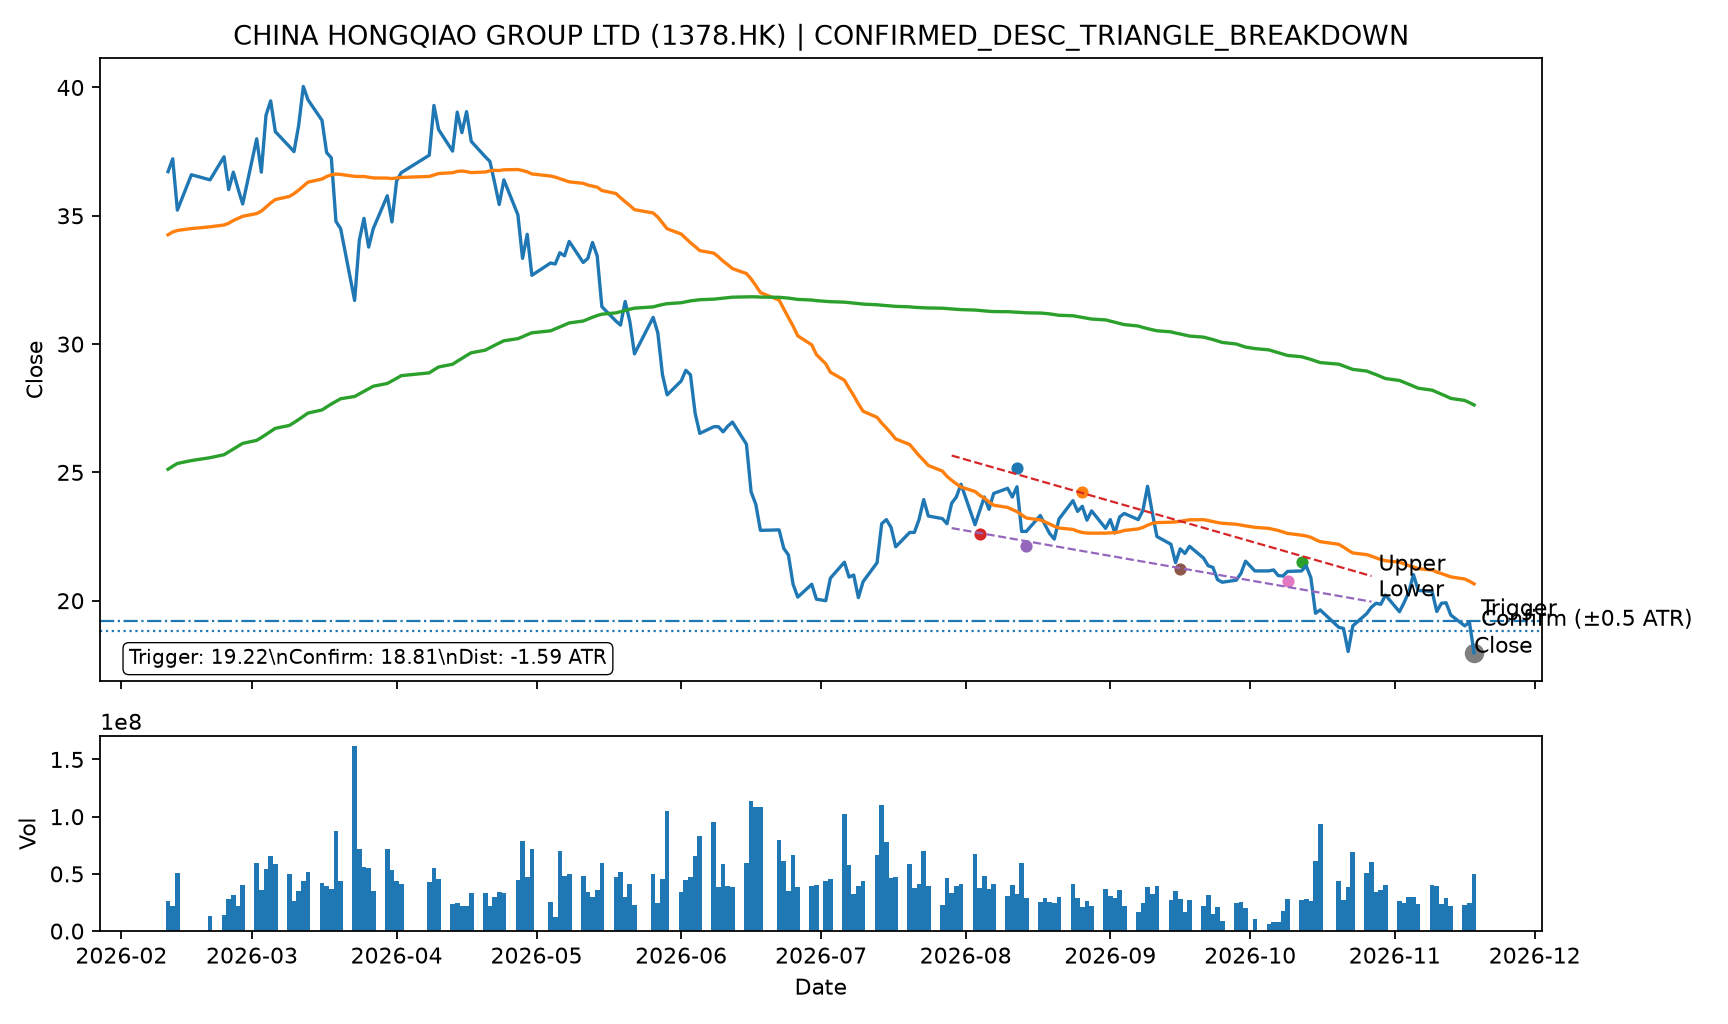 CHINA HONGQIAO GROUP LTD (1378.HK) | CONFIRMED_DESC_TRIANGLE_BREAKDOWN
40
35
30
25
20
Close
Upper
Lower
Trigger
Confirm (±0.5 ATR)
Close
Trigger: 19.22\nConfirm: 18.81\nDist: -1.59 ATR
1e8
1.5
1.0
0.5
0.0
Vol
2026-02 2026-03 2026-04 2026-05 2026-06 2026-07 2026-08 2026-09 2026-10 2026-11 2026-12
Date